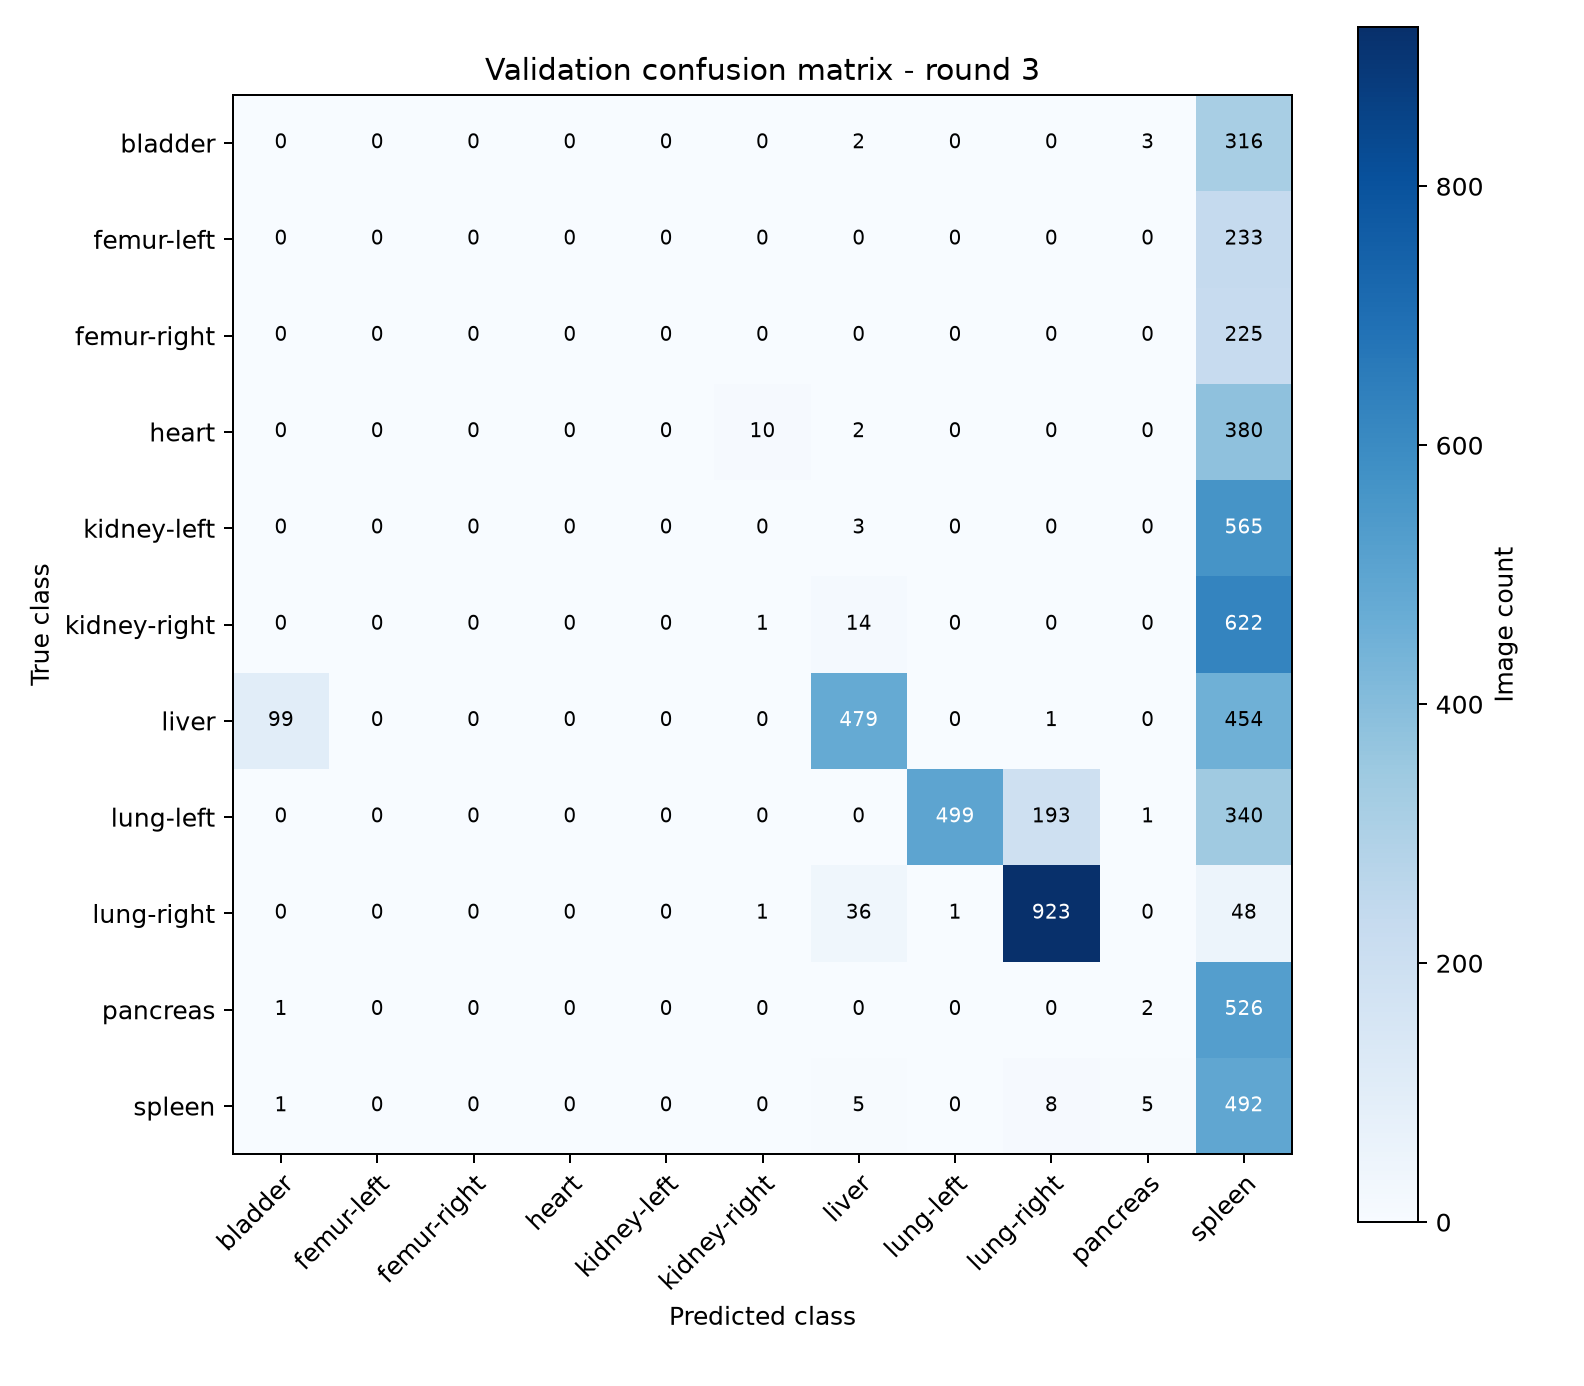 Validation confusion matrix - round 3
True class
bladder 0 0 0 0 0 0 2 0 0 3 316
femur-left 0 0 0 0 0 0 0 0 0 0 233
femur-right 0 0 0 0 0 0 0 0 0 0 225
heart 0 0 0 0 0 10 2 0 0 0 380
kidney-left 0 0 0 0 0 0 3 0 0 0 565
kidney-right 0 0 0 0 0 1 14 0 0 0 622
liver 99 0 0 0 0 0 479 0 1 0 454
lung-left 0 0 0 0 0 0 0 499 193 1 340
lung-right 0 0 0 0 0 1 36 1 923 0 48
pancreas 1 0 0 0 0 0 0 0 0 2 526
spleen 1 0 0 0 0 0 5 0 8 5 492
bladder femur-left femur-right heart kidney-left kidney-right liver lung-left lung-right pancreas spleen
Predicted class
800
600
400
200
0
Image count